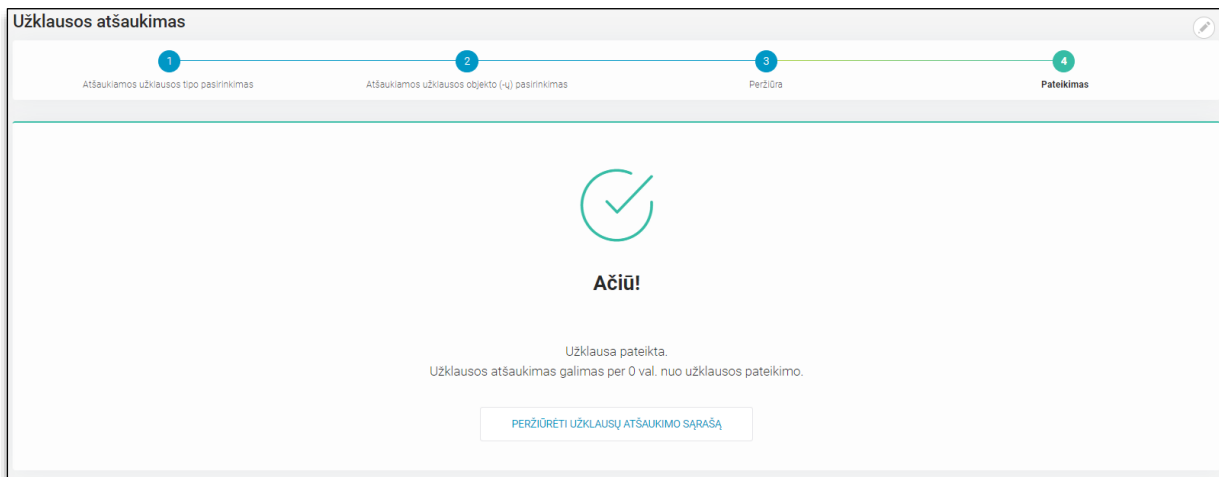 Užklausos atšaukimas
1 2 3 4
Atšaukiamos užklausos tipo pasirinkimas Atšaukiamos užklausos objekto (-ų) pasirinkimas Peržiūra Pateikimas
Ačiū!
Užklausa pateikta.
Užklausos atšaukimas galimas per 0 val. nuo užklausos pateikimo.
PERŽIŪRĖTI UŽKLAUSŲ ATŠAUKIMO SĄRAŠĄ